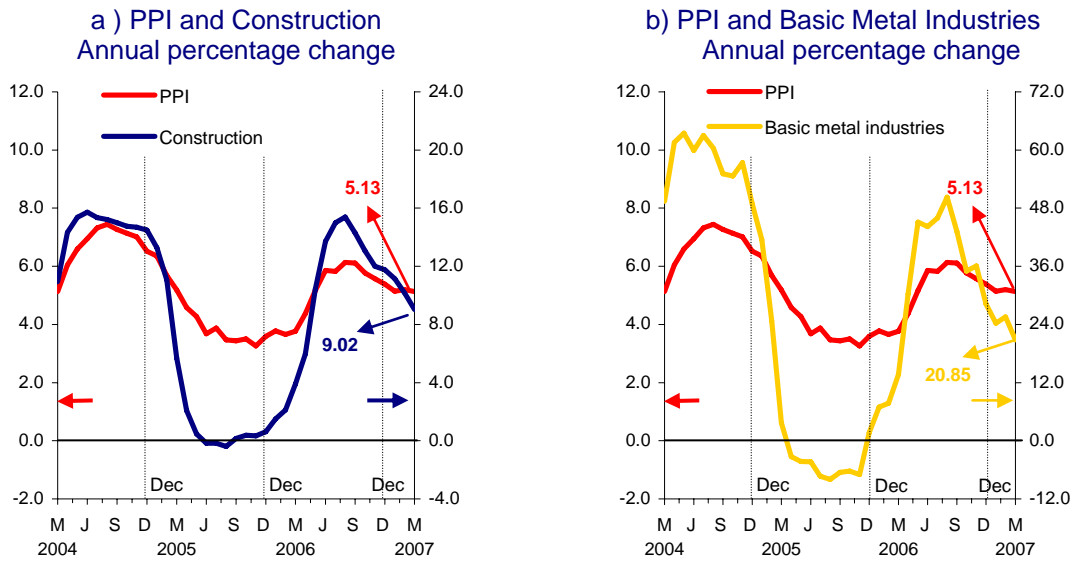 a ) PPI and Construction
Annual percentage change
12.0
10.0
8.0
6.0
4.0
2.0
0.0
-2.0
24.0
20.0
16.0
12.0
8.0
4.0
0.0
-4.0
PPI
Construction
5.13
9.02
Dec Dec Dec
M J S D M J S D M J S D M
2004 2005 2006 2007
b) PPI and Basic Metal Industries
Annual percentage change
12.0
10.0
8.0
6.0
4.0
2.0
0.0
-2.0
72.0
60.0
48.0
36.0
24.0
12.0
0.0
-12.0
PPI
Basic metal industries
5.13
20.85
Dec Dec Dec
M J S D M J S D M J S D M
2004 2005 2006 2007